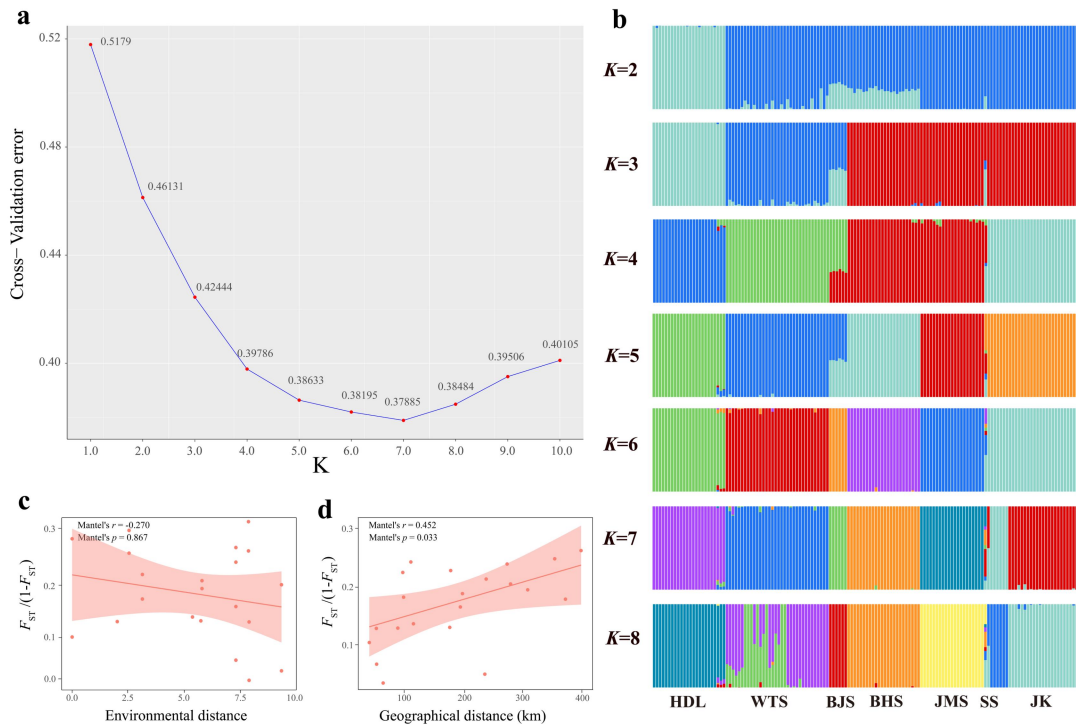 a
0.52
0.48
0.44
0.40
Cross− Validation error
0.5179
0.46131
0.42444
0.39786
0.38633
0.38195
0.37885
0.38484
0.39506
0.40105
1.0 2.0 3.0 4.0 5.0 6.0 7.0 8.0 9.0 10.0
K
b
K=2
K=3
K=4
K=5
K=6
K=7
K=8
HDL WTS BJS BHS JMS SS JK
c
Mantel's r = -0.270
Mantel's p = 0.867
0.3
0.2
0.1
0.0
FST /(1-FST)
0.0 2.5 5.0 7.5 10.0
Environmental distance
d
Mantel's r = 0.452
Mantel's p = 0.033
0.3
0.2
0.1
FST /(1-FST)
100 200 300 400
Geographical distance (km)